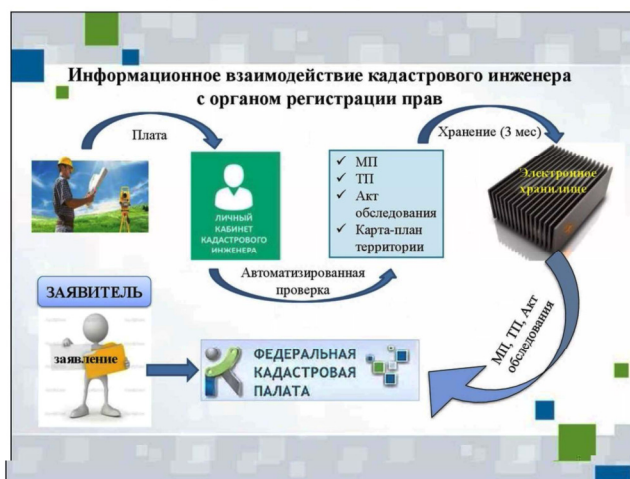 Информационное взаимодействие кадастрового инженера
с органом регистрации прав
Плата
Хранение (3 мес)
ЛИЧНЫЙ
КАБИНЕТ
КАДАСТРОВОГО
ИНЖЕНЕРА
✓ МП
✓ ТП
✓ Акт
обследования
✓ Карта-план
территории
Электронное
хранилище
Автоматизированная
проверка
ЗАЯВИТЕЛЬ
заявление
ФЕДЕРАЛЬНАЯ
КАДАСТРОВАЯ
ПАЛАТА
МП, ТП, Акт
обследования